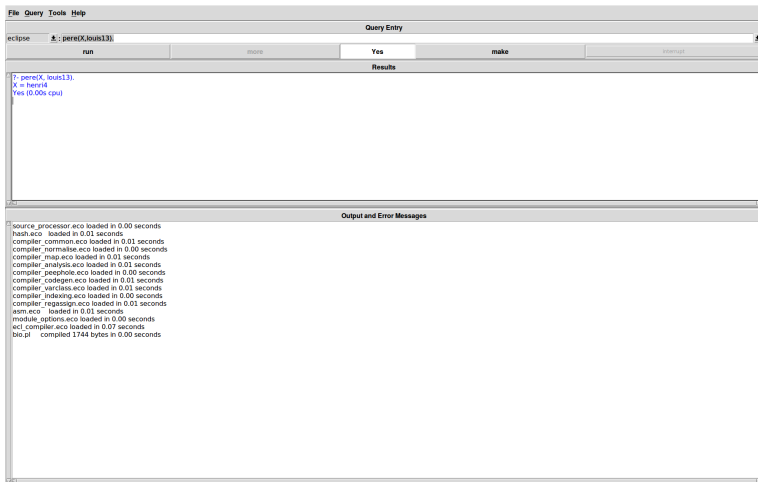 File Query Tools Help
Query Entry
eclipse : pere(X,louis13).
run more Yes make interrupt
Results
?- pere(X, louis13).
X = henri4
Yes (0.00s cpu)
Output and Error Messages
source_processor.eco loaded in 0.00 seconds
hash.eco loaded in 0.01 seconds
compiler_common.eco loaded in 0.01 seconds
compiler_normalise.eco loaded in 0.00 seconds
compiler_map.eco loaded in 0.01 seconds
compiler_analysis.eco loaded in 0.01 seconds
compiler_peephole.eco loaded in 0.00 seconds
compiler_codegen.eco loaded in 0.01 seconds
compiler_varclass.eco loaded in 0.01 seconds
compiler_indexing.eco loaded in 0.00 seconds
compiler_regassign.eco loaded in 0.01 seconds
asm.eco loaded in 0.01 seconds
module_options.eco loaded in 0.00 seconds
ecl_compiler.eco loaded in 0.07 seconds
bio.pl compiled 1744 bytes in 0.00 seconds